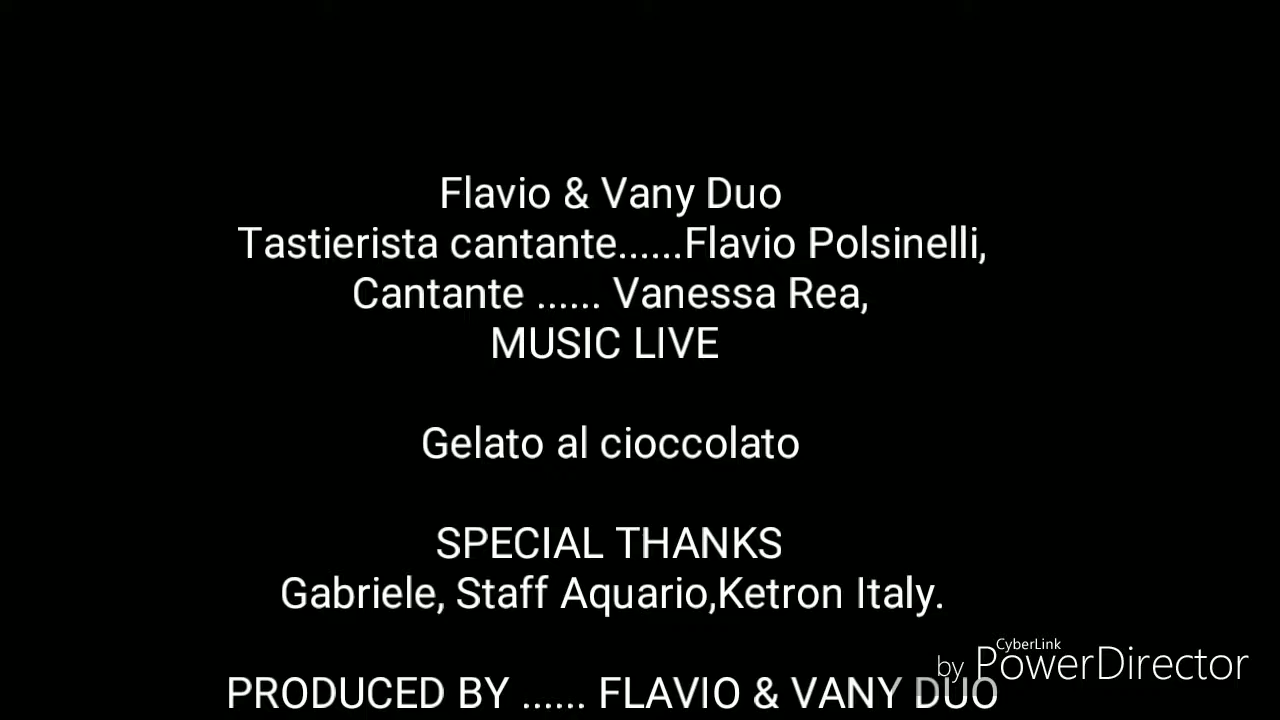 Flavio & Vany Duo
Tastierista cantante......Flavio Polsinelli,
Cantante ...... Vanessa Rea,
MUSIC LIVE
Gelato al cioccolato
SPECIAL THANKS
Gabriele, Staff Aquario,Ketron Italy.
CyberLink
by PowerDirector
PRODUCED BY ...... FLAVIO & VANY DUO